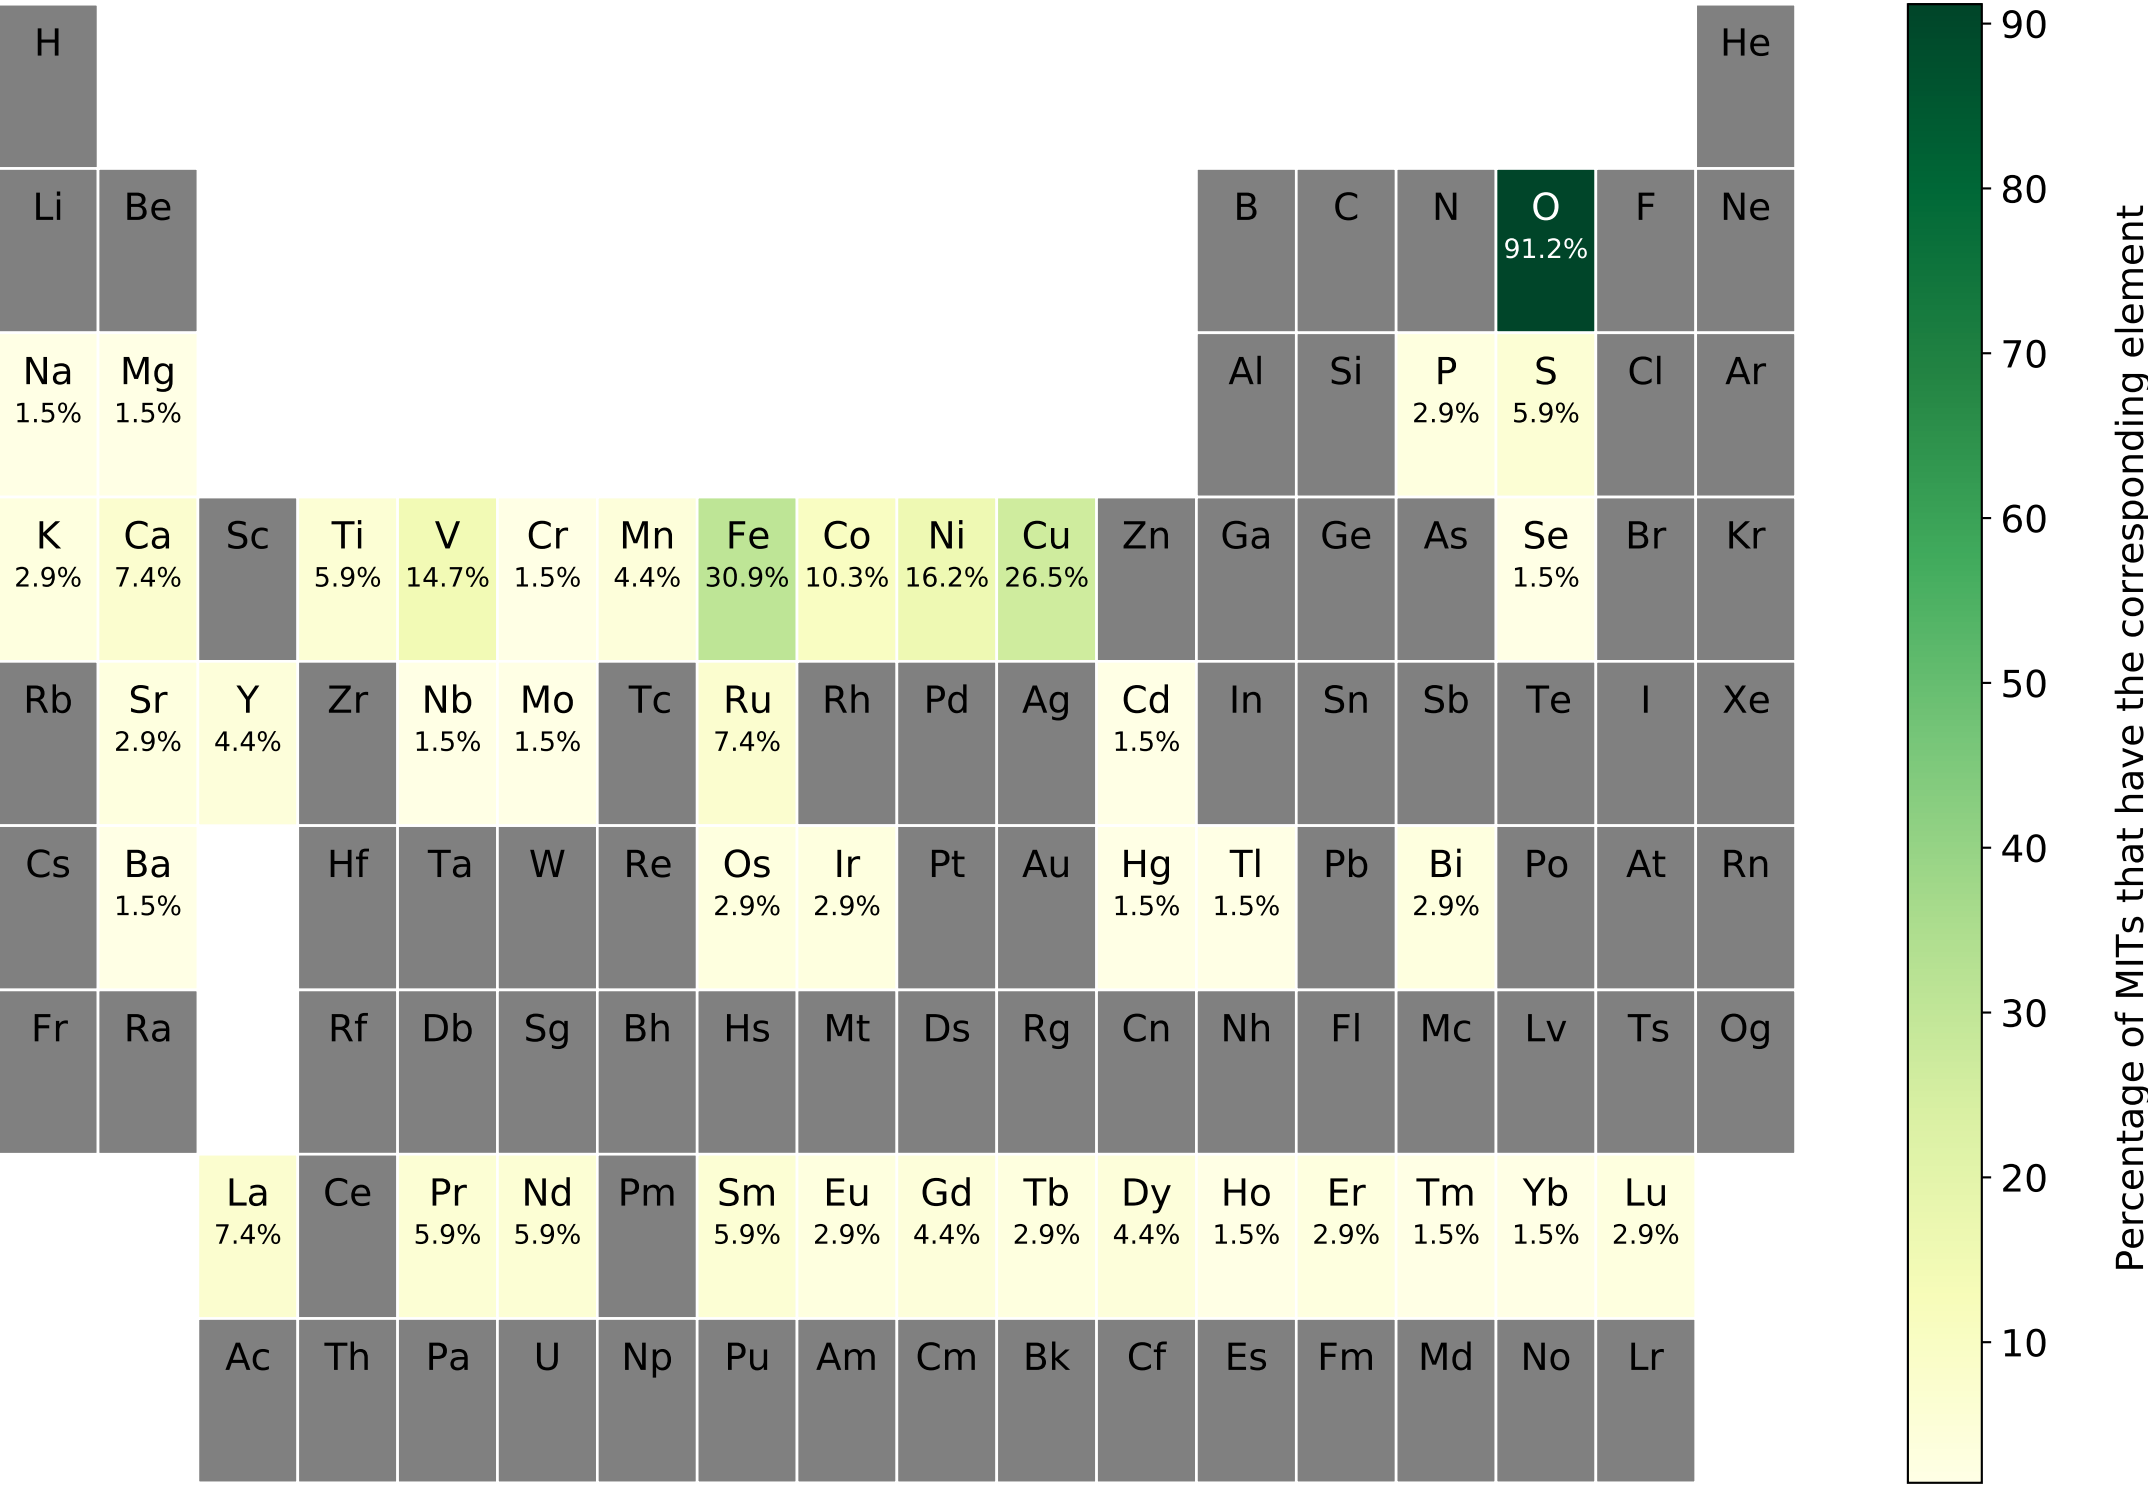 H He
Li Be B C N O F Ne
91.2%
Na Mg Al Si P S Cl Ar
1.5% 1.5% 2.9% 5.9%
K Ca Sc Ti V Cr Mn Fe Co Ni Cu Zn Ga Ge As Se Br Kr
2.9% 7.4% 5.9% 14.7% 1.5% 4.4% 30.9% 10.3% 16.2% 26.5% 1.5%
Rb Sr Y Zr Nb Mo Tc Ru Rh Pd Ag Cd In Sn Sb Te I Xe
2.9% 4.4% 1.5% 1.5% 7.4% 1.5%
Cs Ba Hf Ta W Re Os Ir Pt Au Hg Tl Pb Bi Po At Rn
1.5% 2.9% 2.9% 1.5% 1.5% 2.9%
Fr Ra Rf Db Sg Bh Hs Mt Ds Rg Cn Nh Fl Mc Lv Ts Og
La Ce Pr Nd Pm Sm Eu Gd Tb Dy Ho Er Tm Yb Lu
7.4% 5.9% 5.9% 5.9% 2.9% 4.4% 2.9% 4.4% 1.5% 2.9% 1.5% 1.5% 2.9%
Ac Th Pa U Np Pu Am Cm Bk Cf Es Fm Md No Lr
90
80
70
60
50
40
30
20
10
Percentage of MITs that have the corresponding element